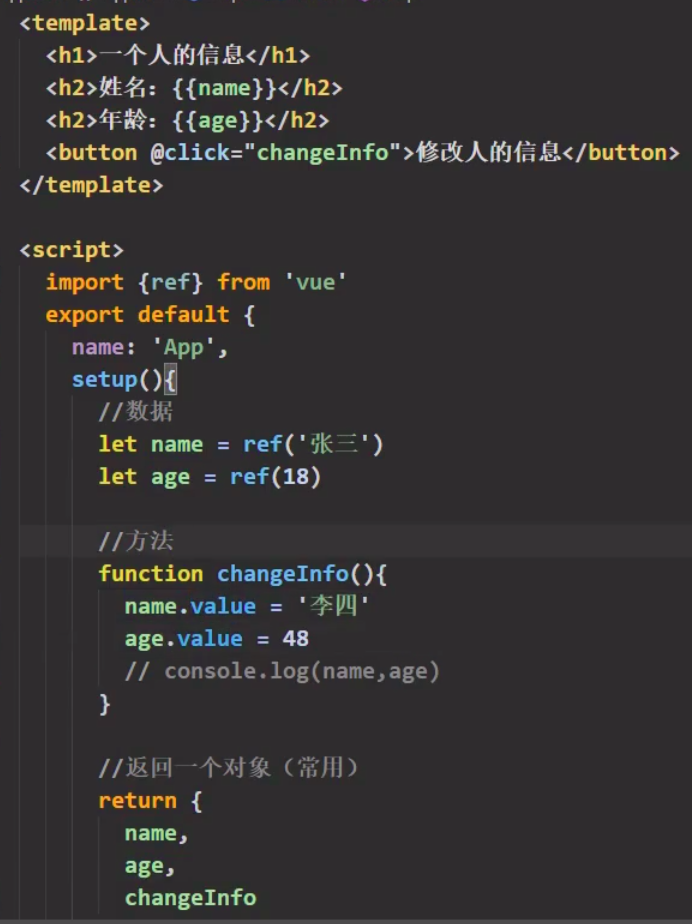 <template>
<h1>一个人的信息</h1>
<h2>姓名：{{name}}</h2>
<h2>年龄：{{age}}</h2>
<button @click="changeInfo">修改人的信息</button>
</template>
<script>
import {ref} from 'vue'
export default {
name: 'App',
setup(){
//数据
let name = ref('张三')
let age = ref(18)
//方法
function changeInfo(){
name.value = '李四'
age.value = 48
// console.log(name,age)
}
//返回一个对象（常用）
return {
name,
age,
changeInfo